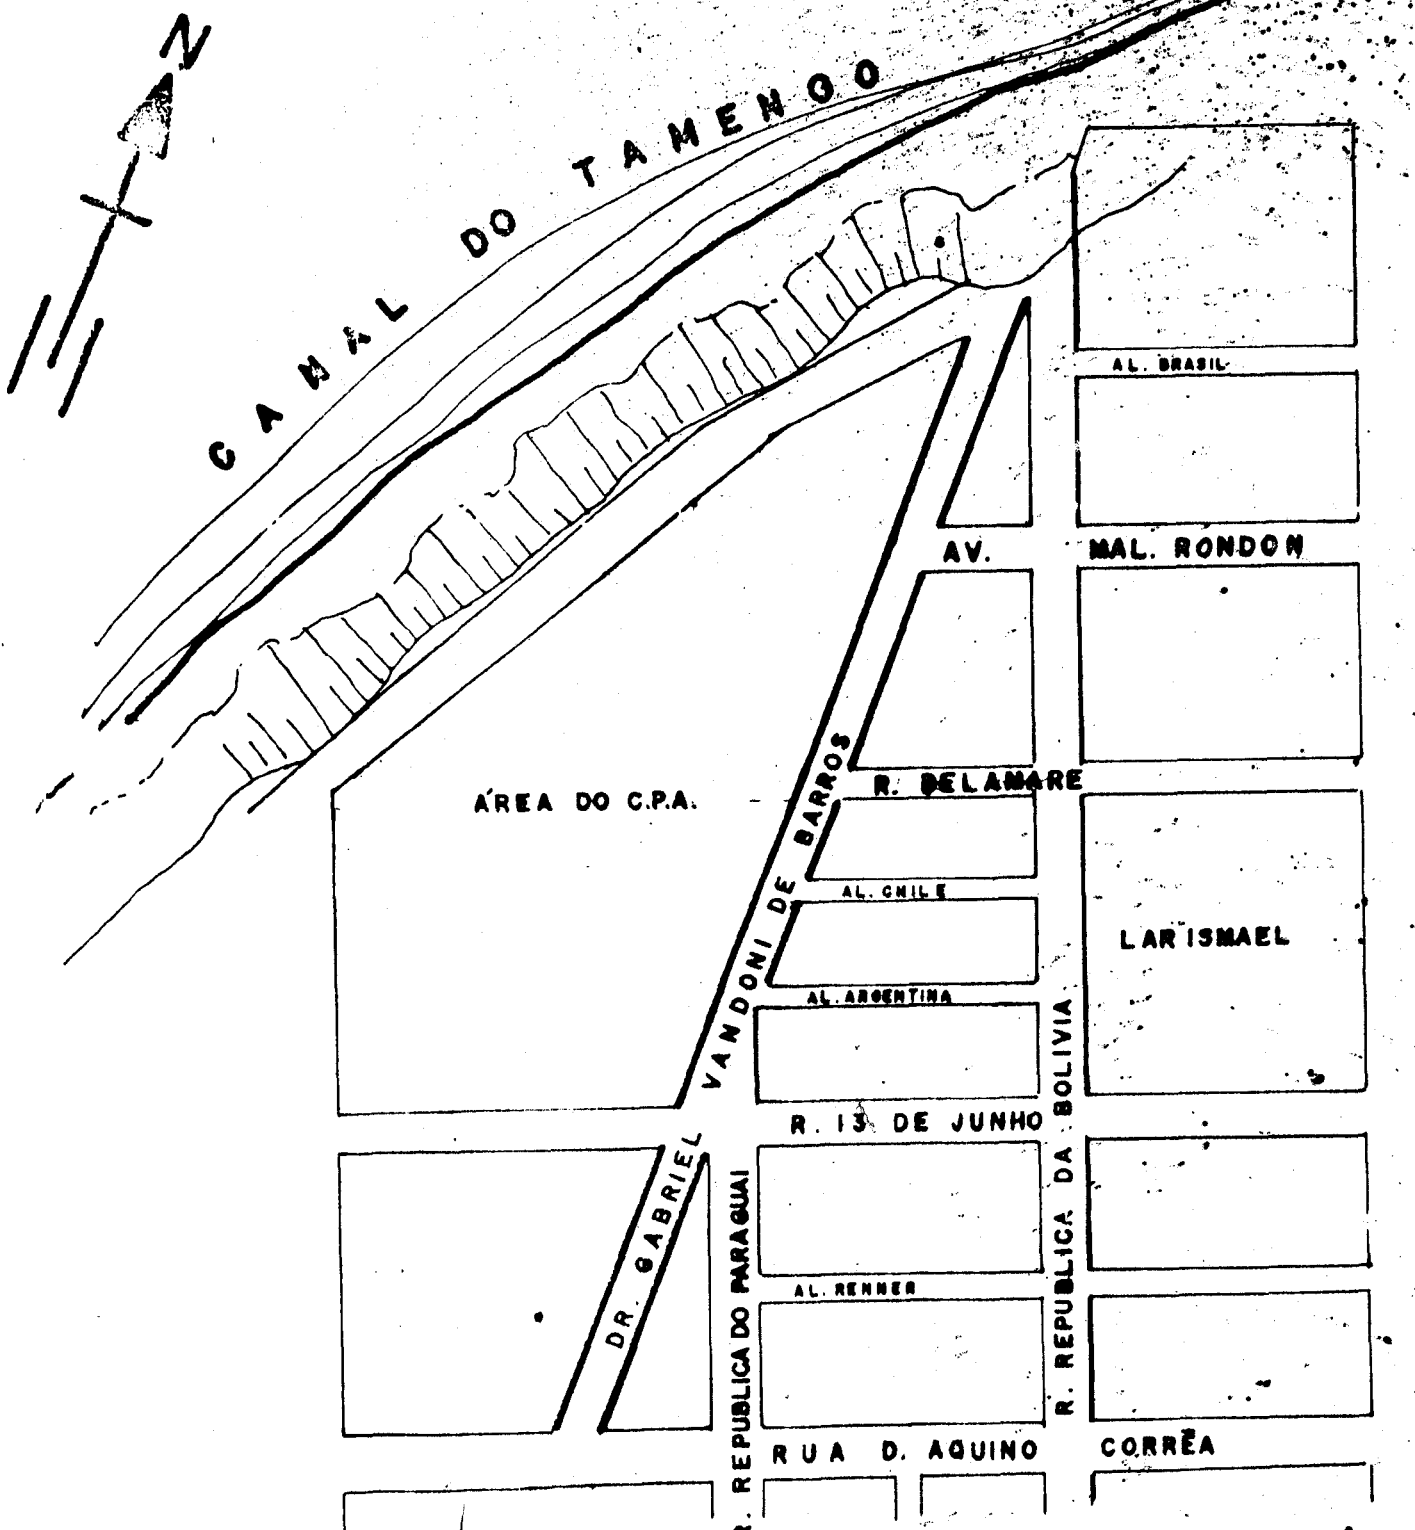 N
CANAL DO TAMENGO
AL. BRASIL
AV. MAL. RONDON
R. DELAMARE
ÁREA DO C.P.A.
AL. CHILE
LAR ISMAEL
AL. ARGENTINA
R. 13 DE JUNHO
DR. GABRIEL VANDONI DE BARROS
R. REPUBLICA DO PARAGUAI
R. REPUBLICA DA BOLIVIA
AL. RENNER
RUA D. AQUINO CORRÊA